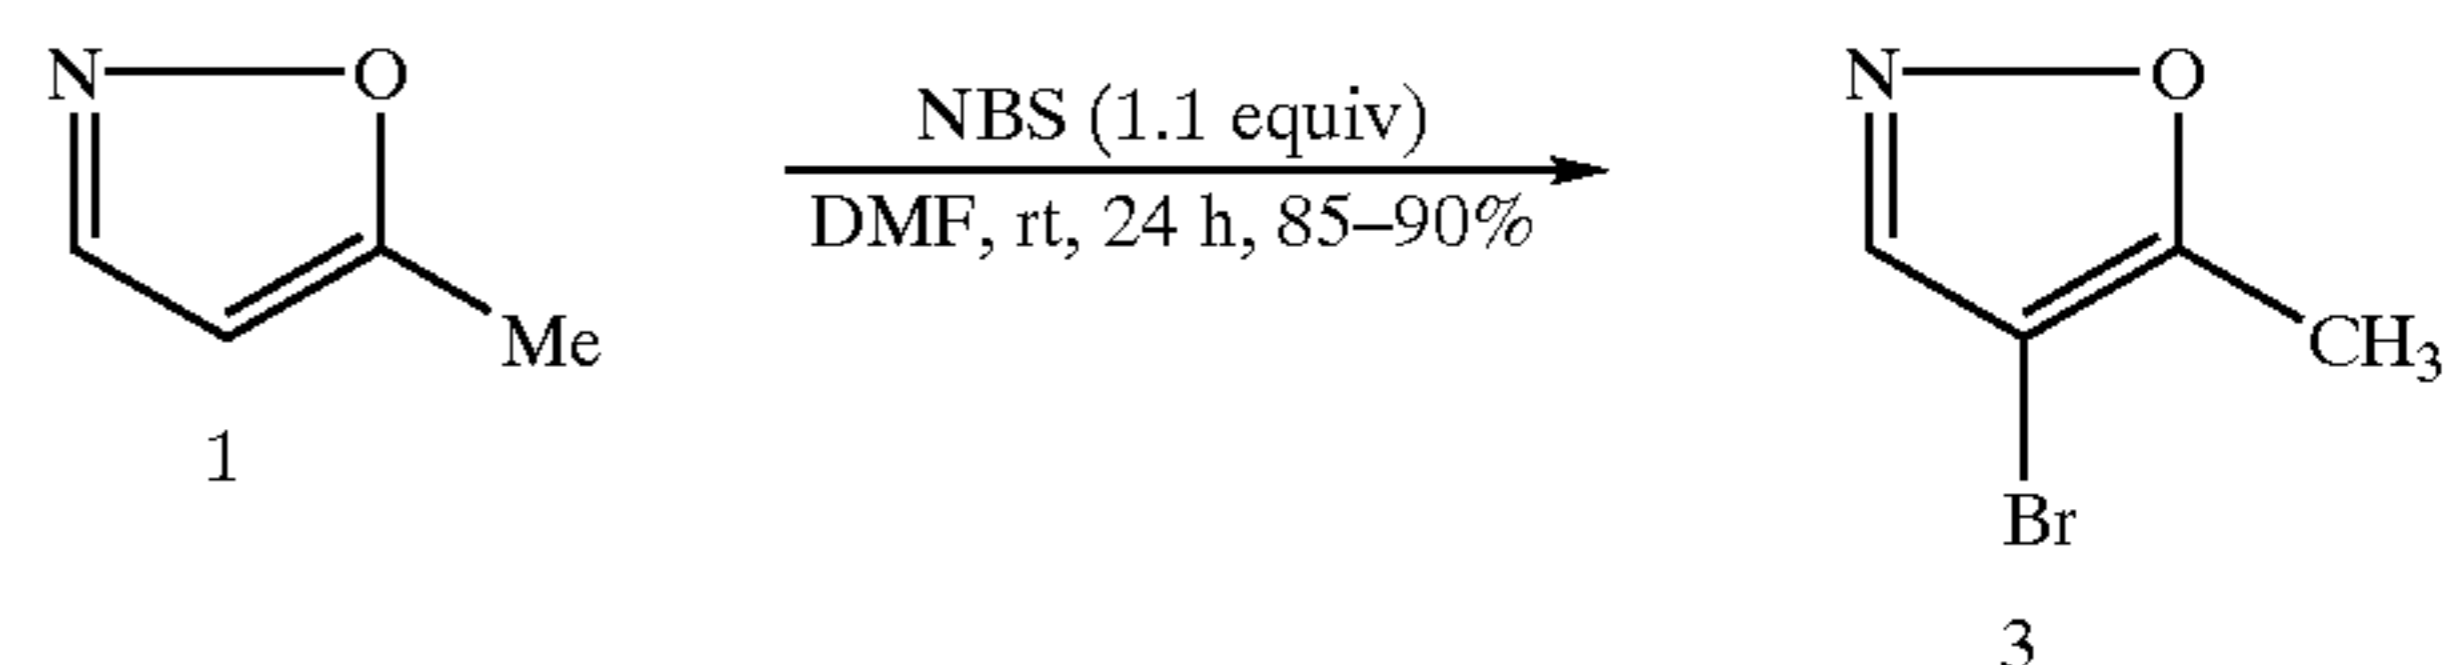 N O
Me
1
NBS (1.1 equiv)
DMF, rt, 24 h, 85–90%
N O
CH₃
Br
3